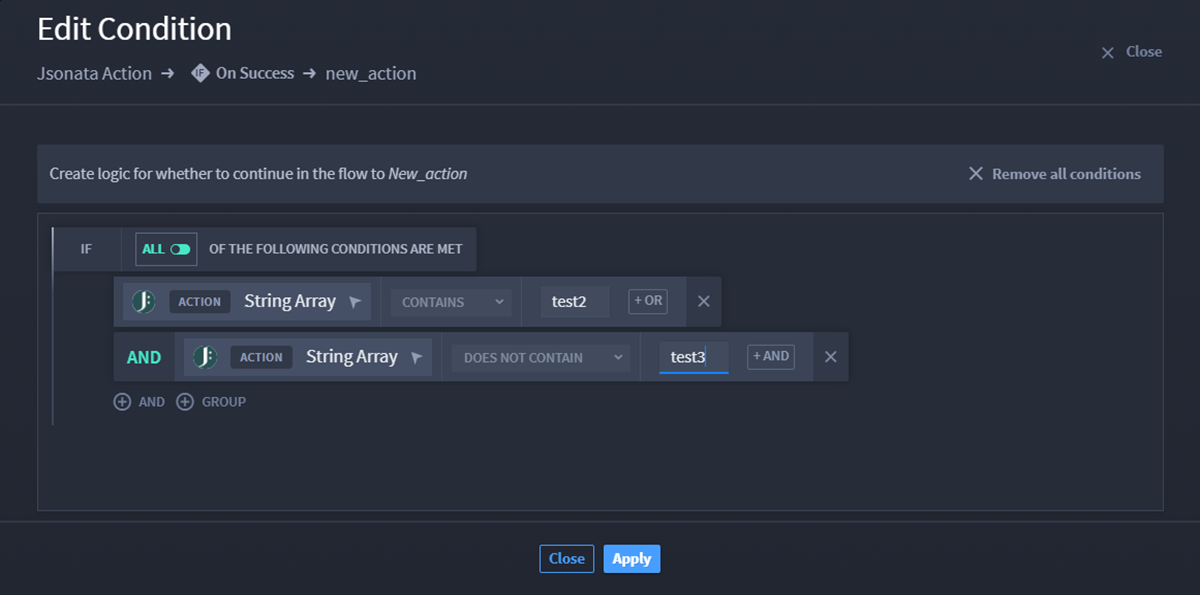 Edit Condition
Close
Jsonata Action → IF On Success → new_action
Create logic for whether to continue in the flow to New_action
Remove all conditions
IF ALL OF THE FOLLOWING CONDITIONS ARE MET
J: ACTION String Array CONTAINS test2 + OR
AND J: ACTION String Array DOES NOT CONTAIN test3 + AND
AND GROUP
Close Apply